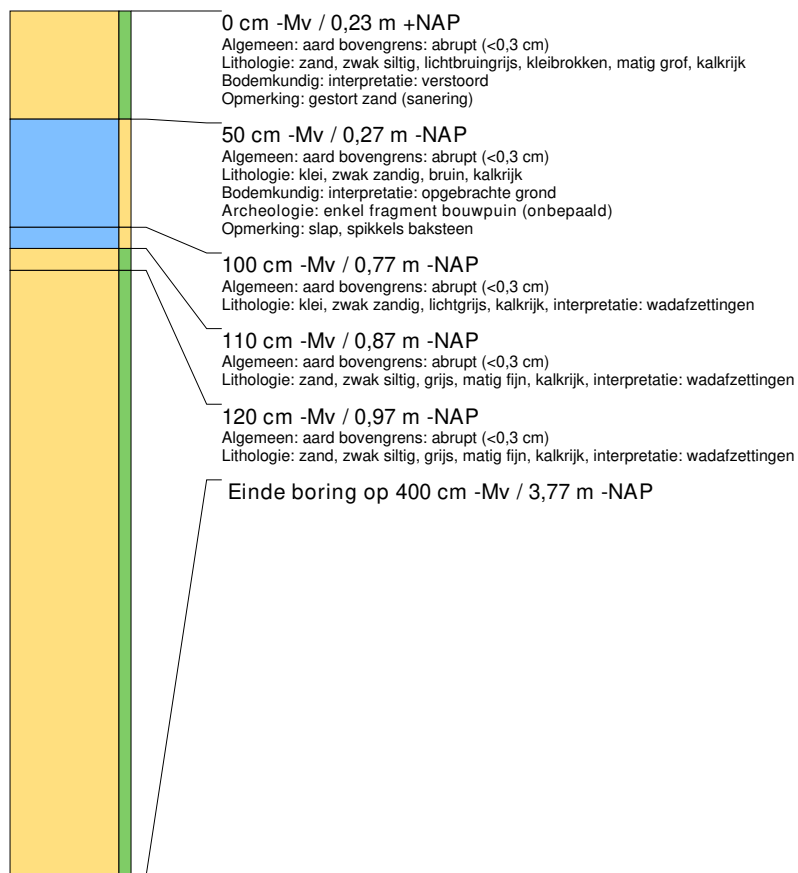 0 cm -Mv / 0,23 m +NAP
Algemeen: aard bovengrens: abrupt (<0,3 cm)
Lithologie: zand, zwak siltig, lichtbruingrijs, kleibrokken, matig grof, kalkrijk
Bodemkundig: interpretatie: verstoord
Opmerking: gestort zand (sanering)
50 cm -Mv / 0,27 m -NAP
Algemeen: aard bovengrens: abrupt (<0,3 cm)
Lithologie: klei, zwak zandig, bruin, kalkrijk
Bodemkundig: interpretatie: opgebrachte grond
Archeologie: enkel fragment bouwpuin (onbepaald)
Opmerking: slap, spikkels baksteen
100 cm -Mv / 0,77 m -NAP
Algemeen: aard bovengrens: abrupt (<0,3 cm)
Lithologie: klei, zwak zandig, lichtgrijs, kalkrijk, interpretatie: wadafzettingen
110 cm -Mv / 0,87 m -NAP
Algemeen: aard bovengrens: abrupt (<0,3 cm)
Lithologie: zand, zwak siltig, grijs, matig fijn, kalkrijk, interpretatie: wadafzettingen
120 cm -Mv / 0,97 m -NAP
Algemeen: aard bovengrens: abrupt (<0,3 cm)
Lithologie: zand, zwak siltig, grijs, matig fijn, kalkrijk, interpretatie: wadafzettingen
Einde boring op 400 cm -Mv / 3,77 m -NAP